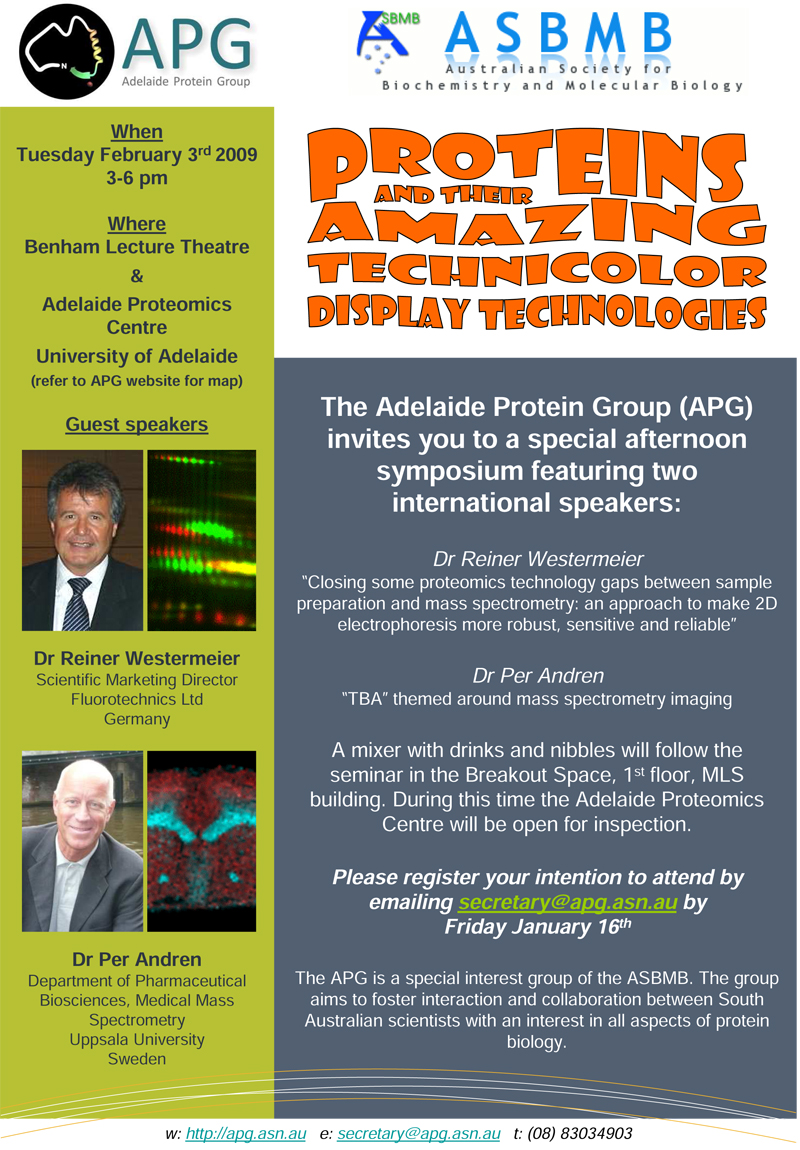 N
APG
Adelaide Protein Group
SBMB
ASBMB
Australian Society for
Biochemistry and Molecular Biology
When
Tuesday February 3rd 2009
3-6 pm
Where
Benham Lecture Theatre
&
Adelaide Proteomics
Centre
University of Adelaide
(refer to APG website for map)
Guest speakers
Dr Reiner Westermeier
Scientific Marketing Director
Fluorotechnics Ltd
Germany
Dr Per Andren
Department of Pharmaceutical
Biosciences, Medical Mass
Spectrometry
Uppsala University
Sweden
PROTEINS
AND THEIR
AMAZING
TECHNICOLOR
DISPLAY TECHNOLOGIES
The Adelaide Protein Group (APG)
invites you to a special afternoon
symposium featuring two
international speakers:
Dr Reiner Westermeier
“Closing some proteomics technology gaps between sample
preparation and mass spectrometry: an approach to make 2D
electrophoresis more robust, sensitive and reliable”
Dr Per Andren
“TBA” themed around mass spectrometry imaging
A mixer with drinks and nibbles will follow the
seminar in the Breakout Space, 1st floor, MLS
building. During this time the Adelaide Proteomics
Centre will be open for inspection.
Please register your intention to attend by
emailing secretary@apg.asn.au by
Friday January 16th
The APG is a special interest group of the ASBMB. The group
aims to foster interaction and collaboration between South
Australian scientists with an interest in all aspects of protein
biology.
w: http://apg.asn.au e: secretary@apg.asn.au t: (08) 83034903